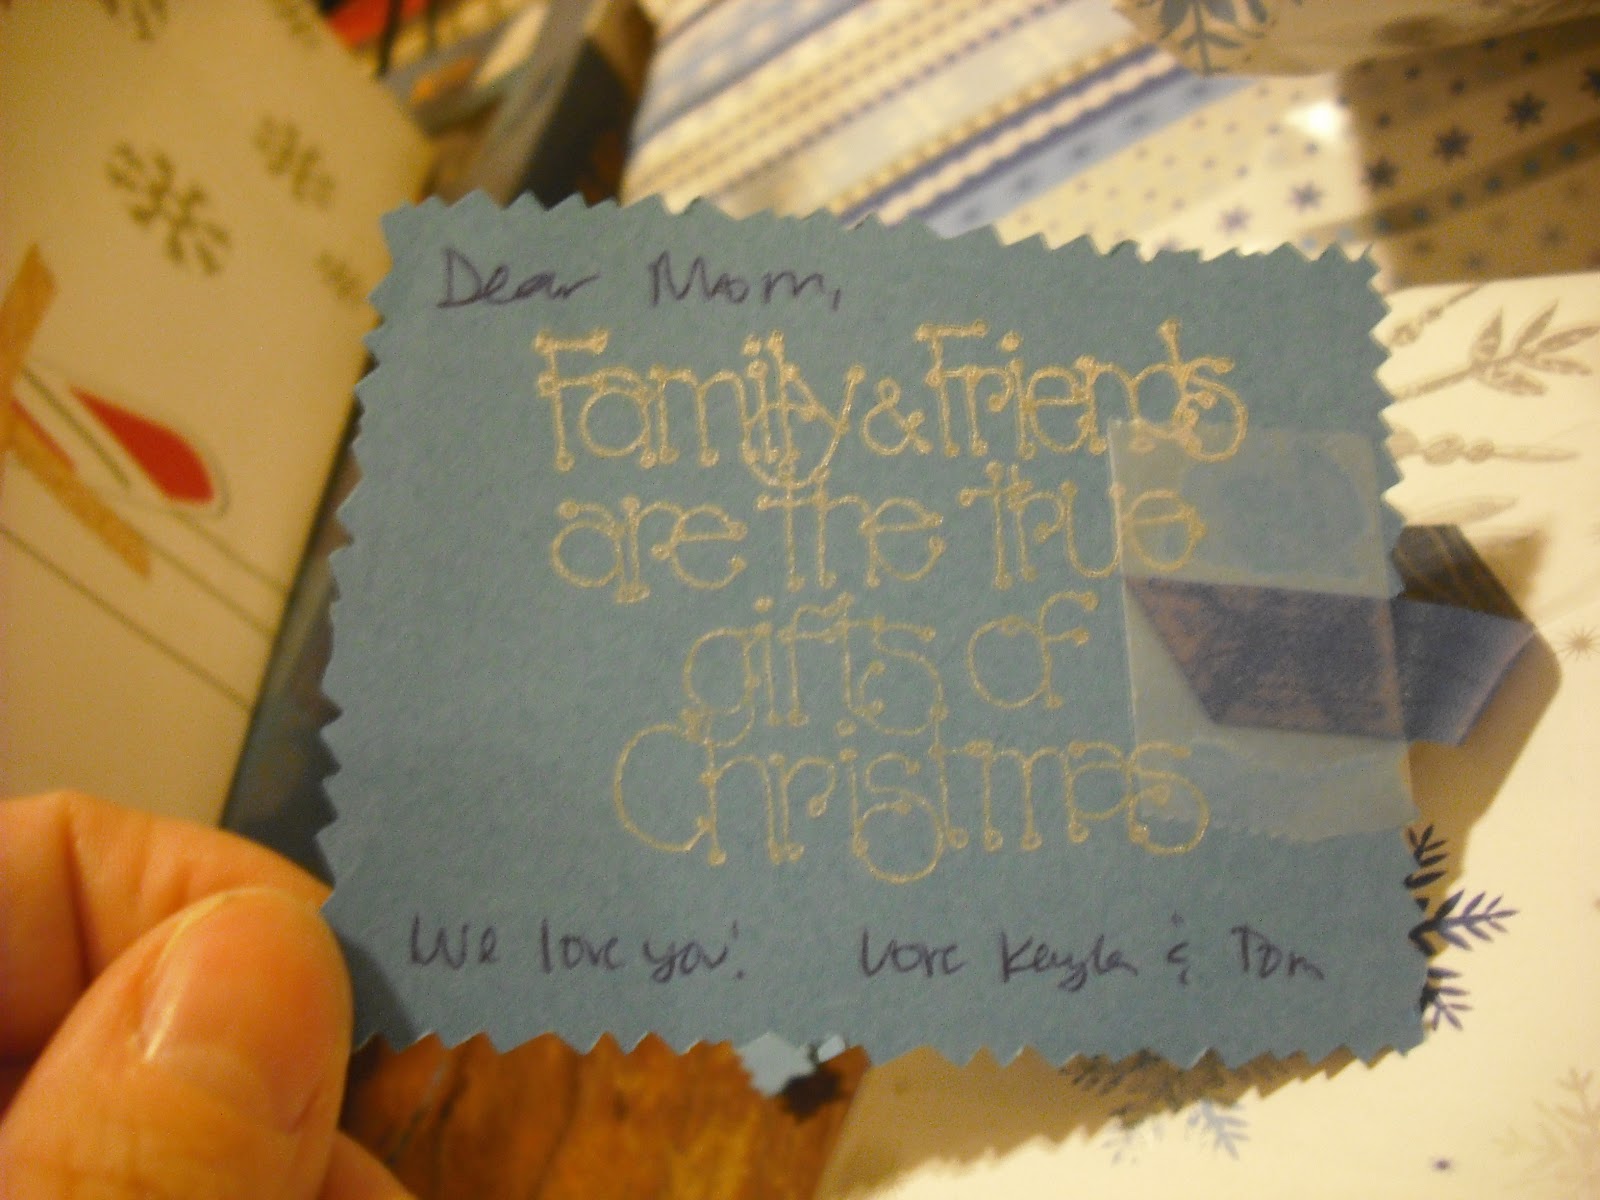 Dear Mom,
Family & Friends
are the true
gifts of
Christmas
We love you! Love Kayla & Tom